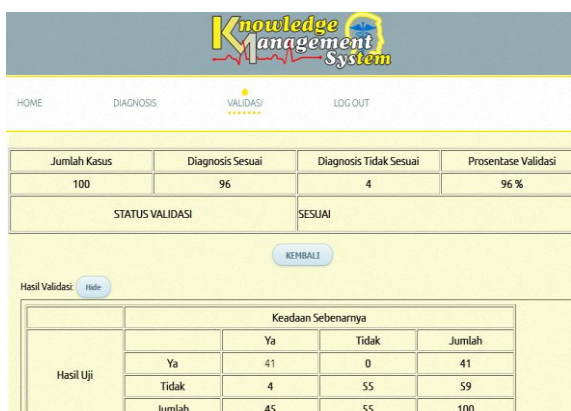 Knowledge
Management
System
HOME DIAGNOSIS VALIDASI LOG OUT
Jumlah Kasus Diagnosis Sesuai Diagnosis Tidak Sesuai Prosentase Validasi
100 96 4 96 %
STATUS VALIDASI SESUAI
KEMBALI
Hasil Validasi: Hide
Keadaan Sebenarnya
Ya Tidak Jumlah
Hasil Uji
Ya 41 0 41
Tidak 4 55 59
Jumlah 45 55 100